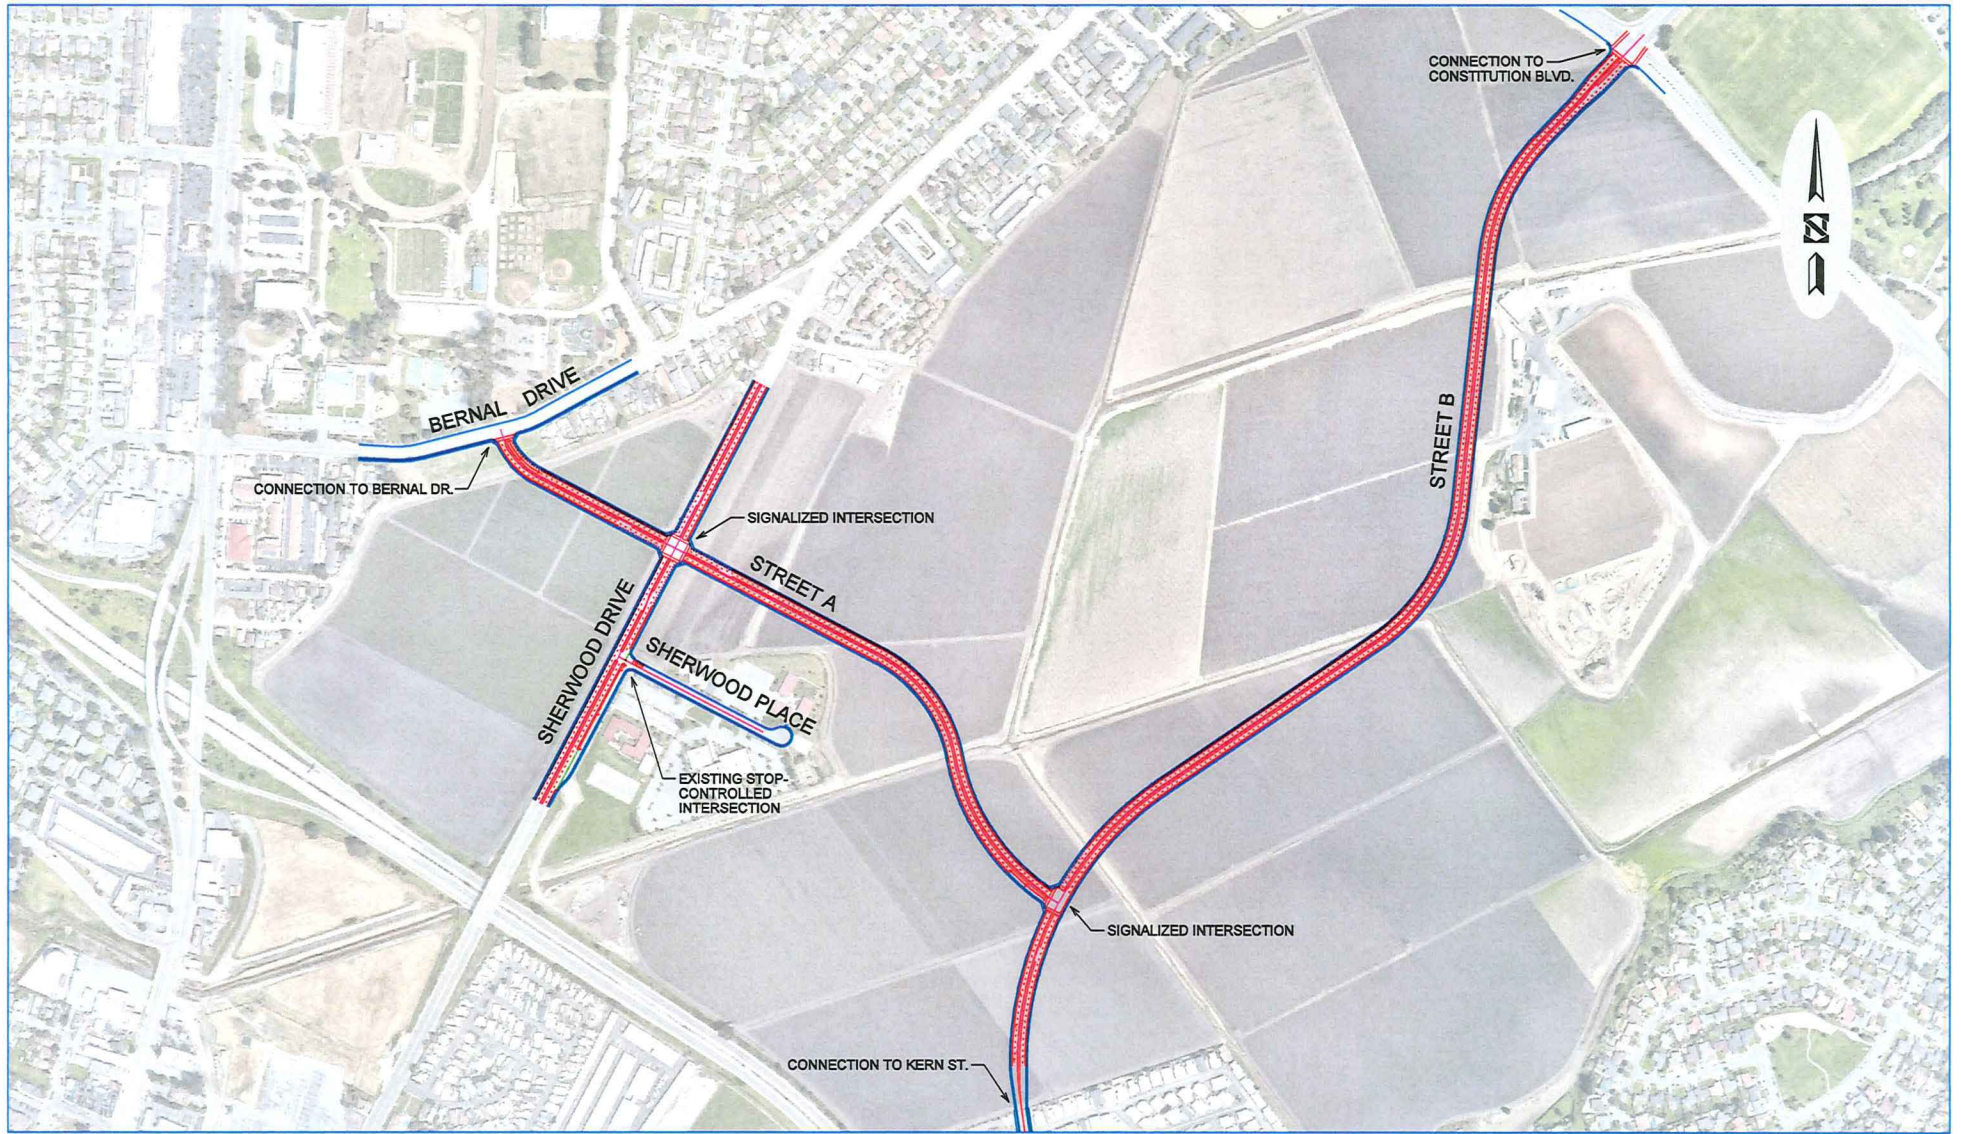 CONNECTION TO
CONSTITUTION BLVD.
N
BERNAL DRIVE
STREET B
CONNECTION TO BERNAL DR.
SIGNALIZED INTERSECTION
STREET A
SHERWOOD DRIVE
SHERWOOD PLACE
EXISTING STOP-
CONTROLLED
INTERSECTION
SIGNALIZED INTERSECTION
CONNECTION TO KERN ST.